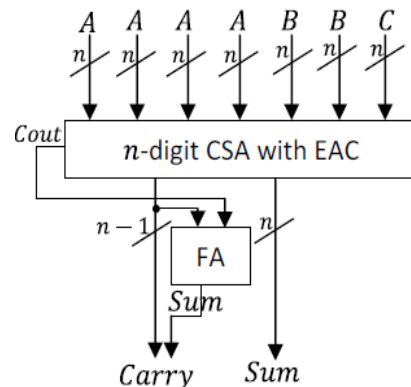 A A A A B B C
n n n n n n n
Cout
n-digit CSA with EAC
n − 1 n
FA
Sum
Carry Sum